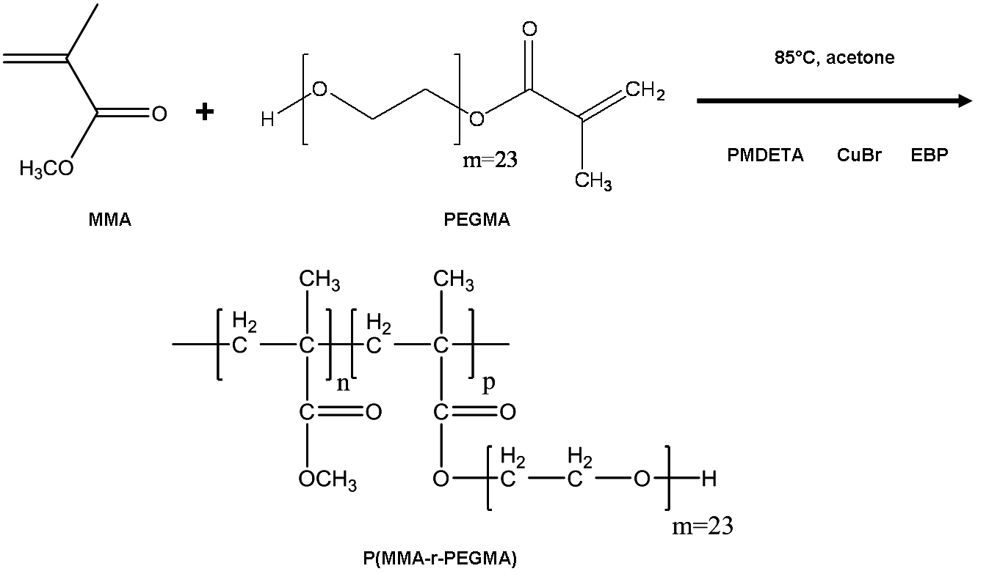 O
H3CO
+
H
O
m=23
O
O
CH2
CH3
85°C, acetone
PMDETA CuBr EBP
MMA
PEGMA
CH3 CH3
H2 H2
C C C C
n p
C O C O
OCH3 O
H2 H2
C C O H
m=23
P(MMA-r-PEGMA)